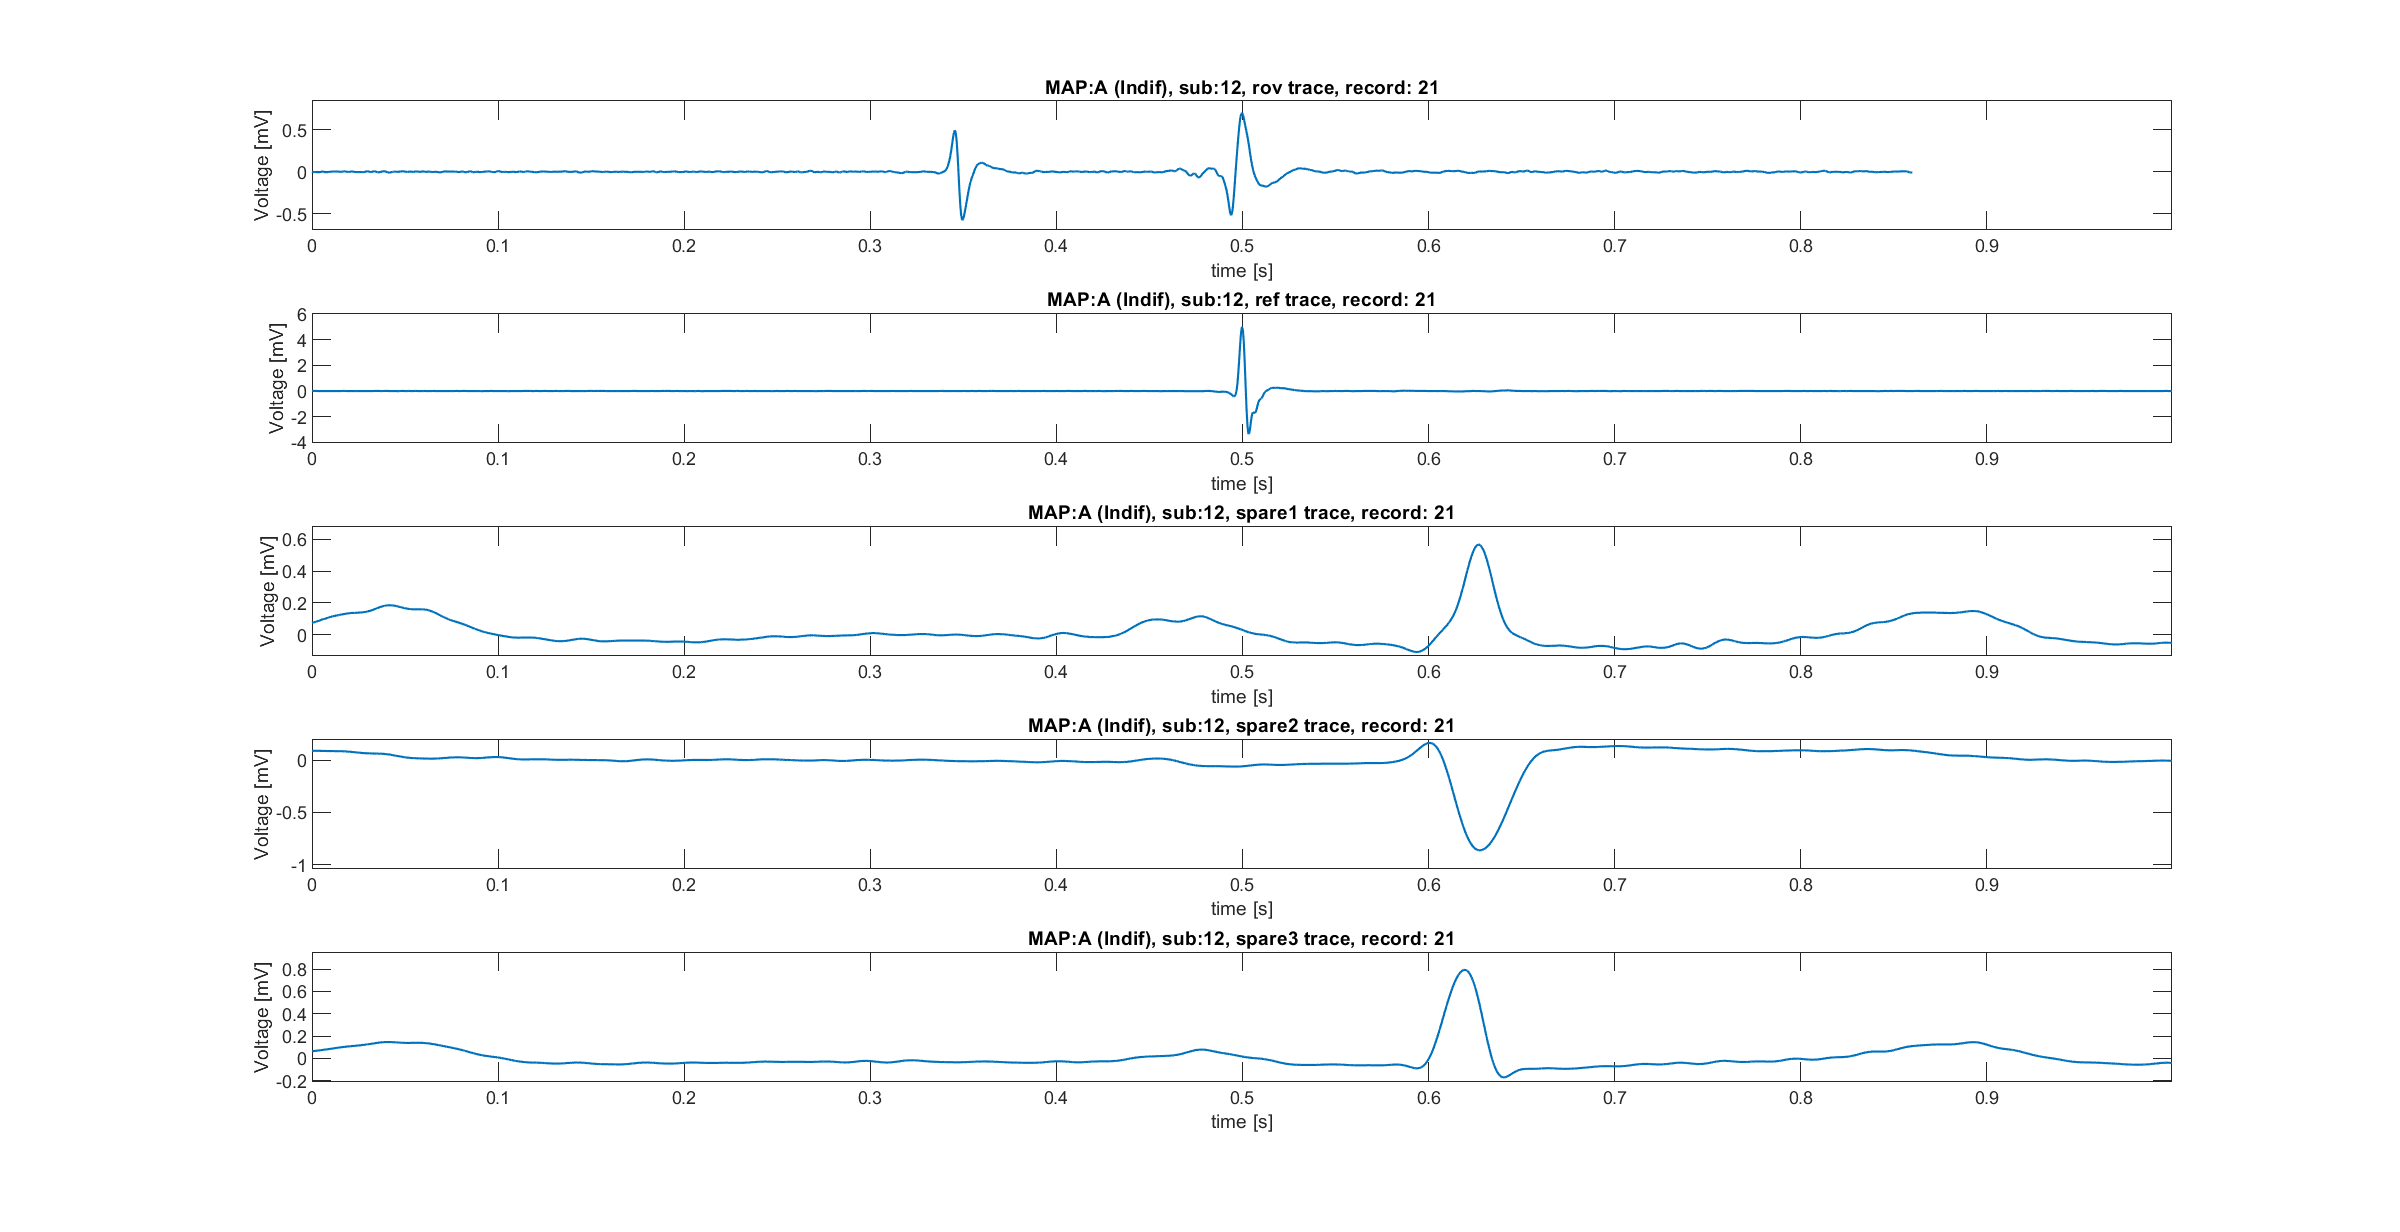 MAP:A (Indif), sub:12, rov trace, record: 21
Voltage [mV]
0.5
0
-0.5
0 0.1 0.2 0.3 0.4 0.5 0.6 0.7 0.8 0.9
time [s]
MAP:A (Indif), sub:12, ref trace, record: 21
Voltage [mV]
6
4
2
0
-2
-4
0 0.1 0.2 0.3 0.4 0.5 0.6 0.7 0.8 0.9
time [s]
MAP:A (Indif), sub:12, spare1 trace, record: 21
Voltage [mV]
0.6
0.4
0.2
0
0 0.1 0.2 0.3 0.4 0.5 0.6 0.7 0.8 0.9
time [s]
MAP:A (Indif), sub:12, spare2 trace, record: 21
Voltage [mV]
0
-0.5
-1
0 0.1 0.2 0.3 0.4 0.5 0.6 0.7 0.8 0.9
time [s]
MAP:A (Indif), sub:12, spare3 trace, record: 21
Voltage [mV]
0.8
0.6
0.4
0.2
0
-0.2
0 0.1 0.2 0.3 0.4 0.5 0.6 0.7 0.8 0.9
time [s]